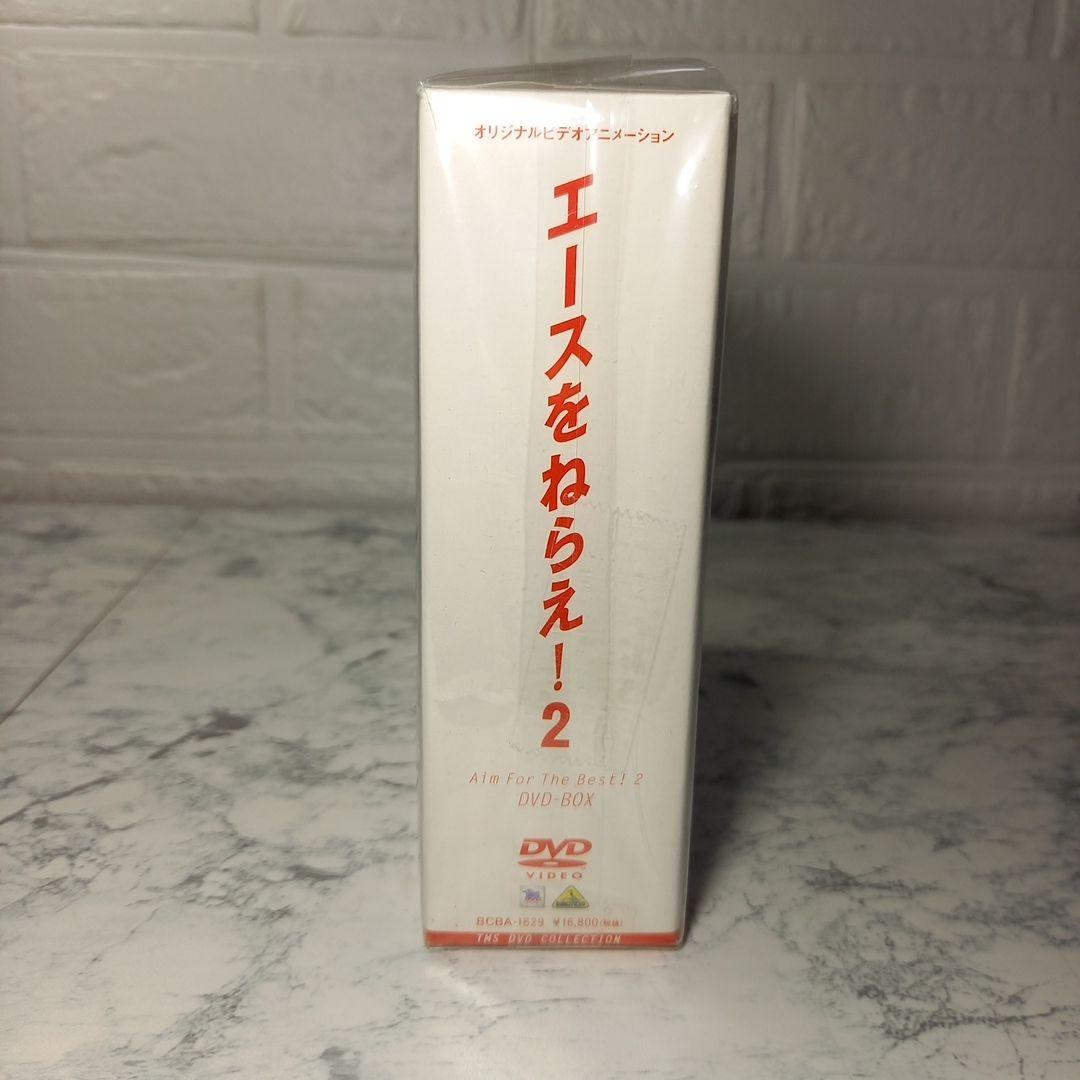 オリジナルビデオアニメーション
エースをねらえ!2
Aim For The Best! 2
DVD-BOX
DVD
VIDEO
BCBA-1629 ¥16,800(税抜)
TMS DVD COLLECTION